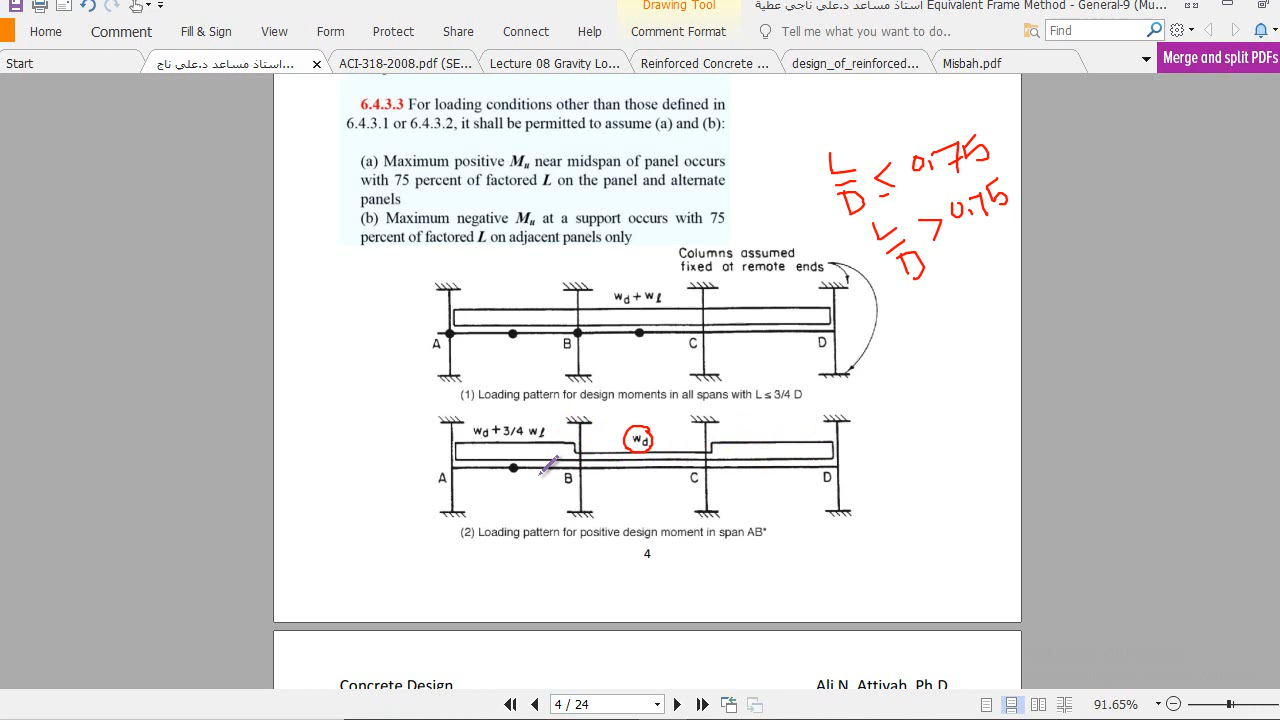 Drawing Tool
استاذ مساعد د.علي ناجي عطية Equivalent Frame Method - General-9 (Mu...
Home Comment Fill & Sign View Form Protect Share Connect Help Comment Format Tell me what you want to do... Find
Start
استاذ مساعد د.علي ناج...
ACI-318-2008.pdf (SE...
Lecture 08 Gravity Lo...
Reinforced Concrete ...
design_of_reinforced...
Misbah.pdf
Merge and split PDFs
6.4.3.3 For loading conditions other than those defined in
6.4.3.1 or 6.4.3.2, it shall be permitted to assume (a) and (b):
(a) Maximum positive Mu near midspan of panel occurs
with 75 percent of factored L on the panel and alternate
panels
(b) Maximum negative Mu at a support occurs with 75
percent of factored L on adjacent panels only
L/D ≤ 0.75
L/D > 0.75
Columns assumed
fixed at remote ends
wd + wℓ
A B C D
(1) Loading pattern for design moments in all spans with L ≤ 3/4 D
wd + 3/4 wℓ wd
A B C D
(2) Loading pattern for positive design moment in span AB*
4
Concrete Design Ali N. Attiyah, Ph.D.
4 / 24 91.65%